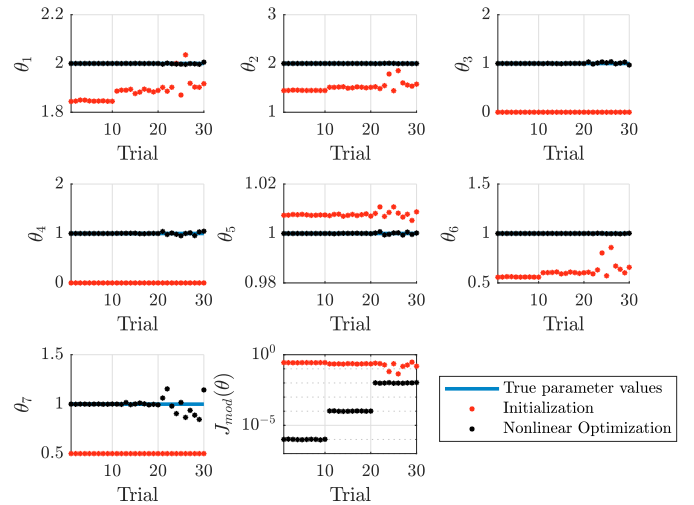 2.2
2
1.8
θ1
10 20 30
Trial
3
2
1
θ2
10 20 30
Trial
2
1
0
θ3
10 20 30
Trial
2
1
0
θ4
10 20 30
Trial
1.02
1
0.98
θ5
10 20 30
Trial
1.5
1
0.5
θ6
10 20 30
Trial
1.5
1
0.5
θ7
10 20 30
Trial
10^0
10^-5
J_mod(θ)
10 20 30
Trial
True parameter values
Initialization
Nonlinear Optimization